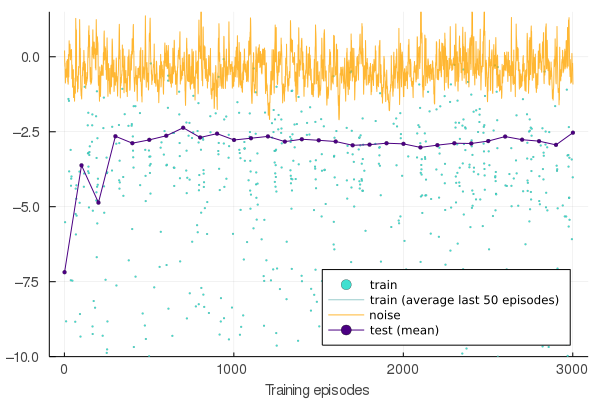 0.0
−2.5
−5.0
−7.5
−10.0
train
train (average last 50 episodes)
noise
test (mean)
0
1000
2000
3000
Training episodes